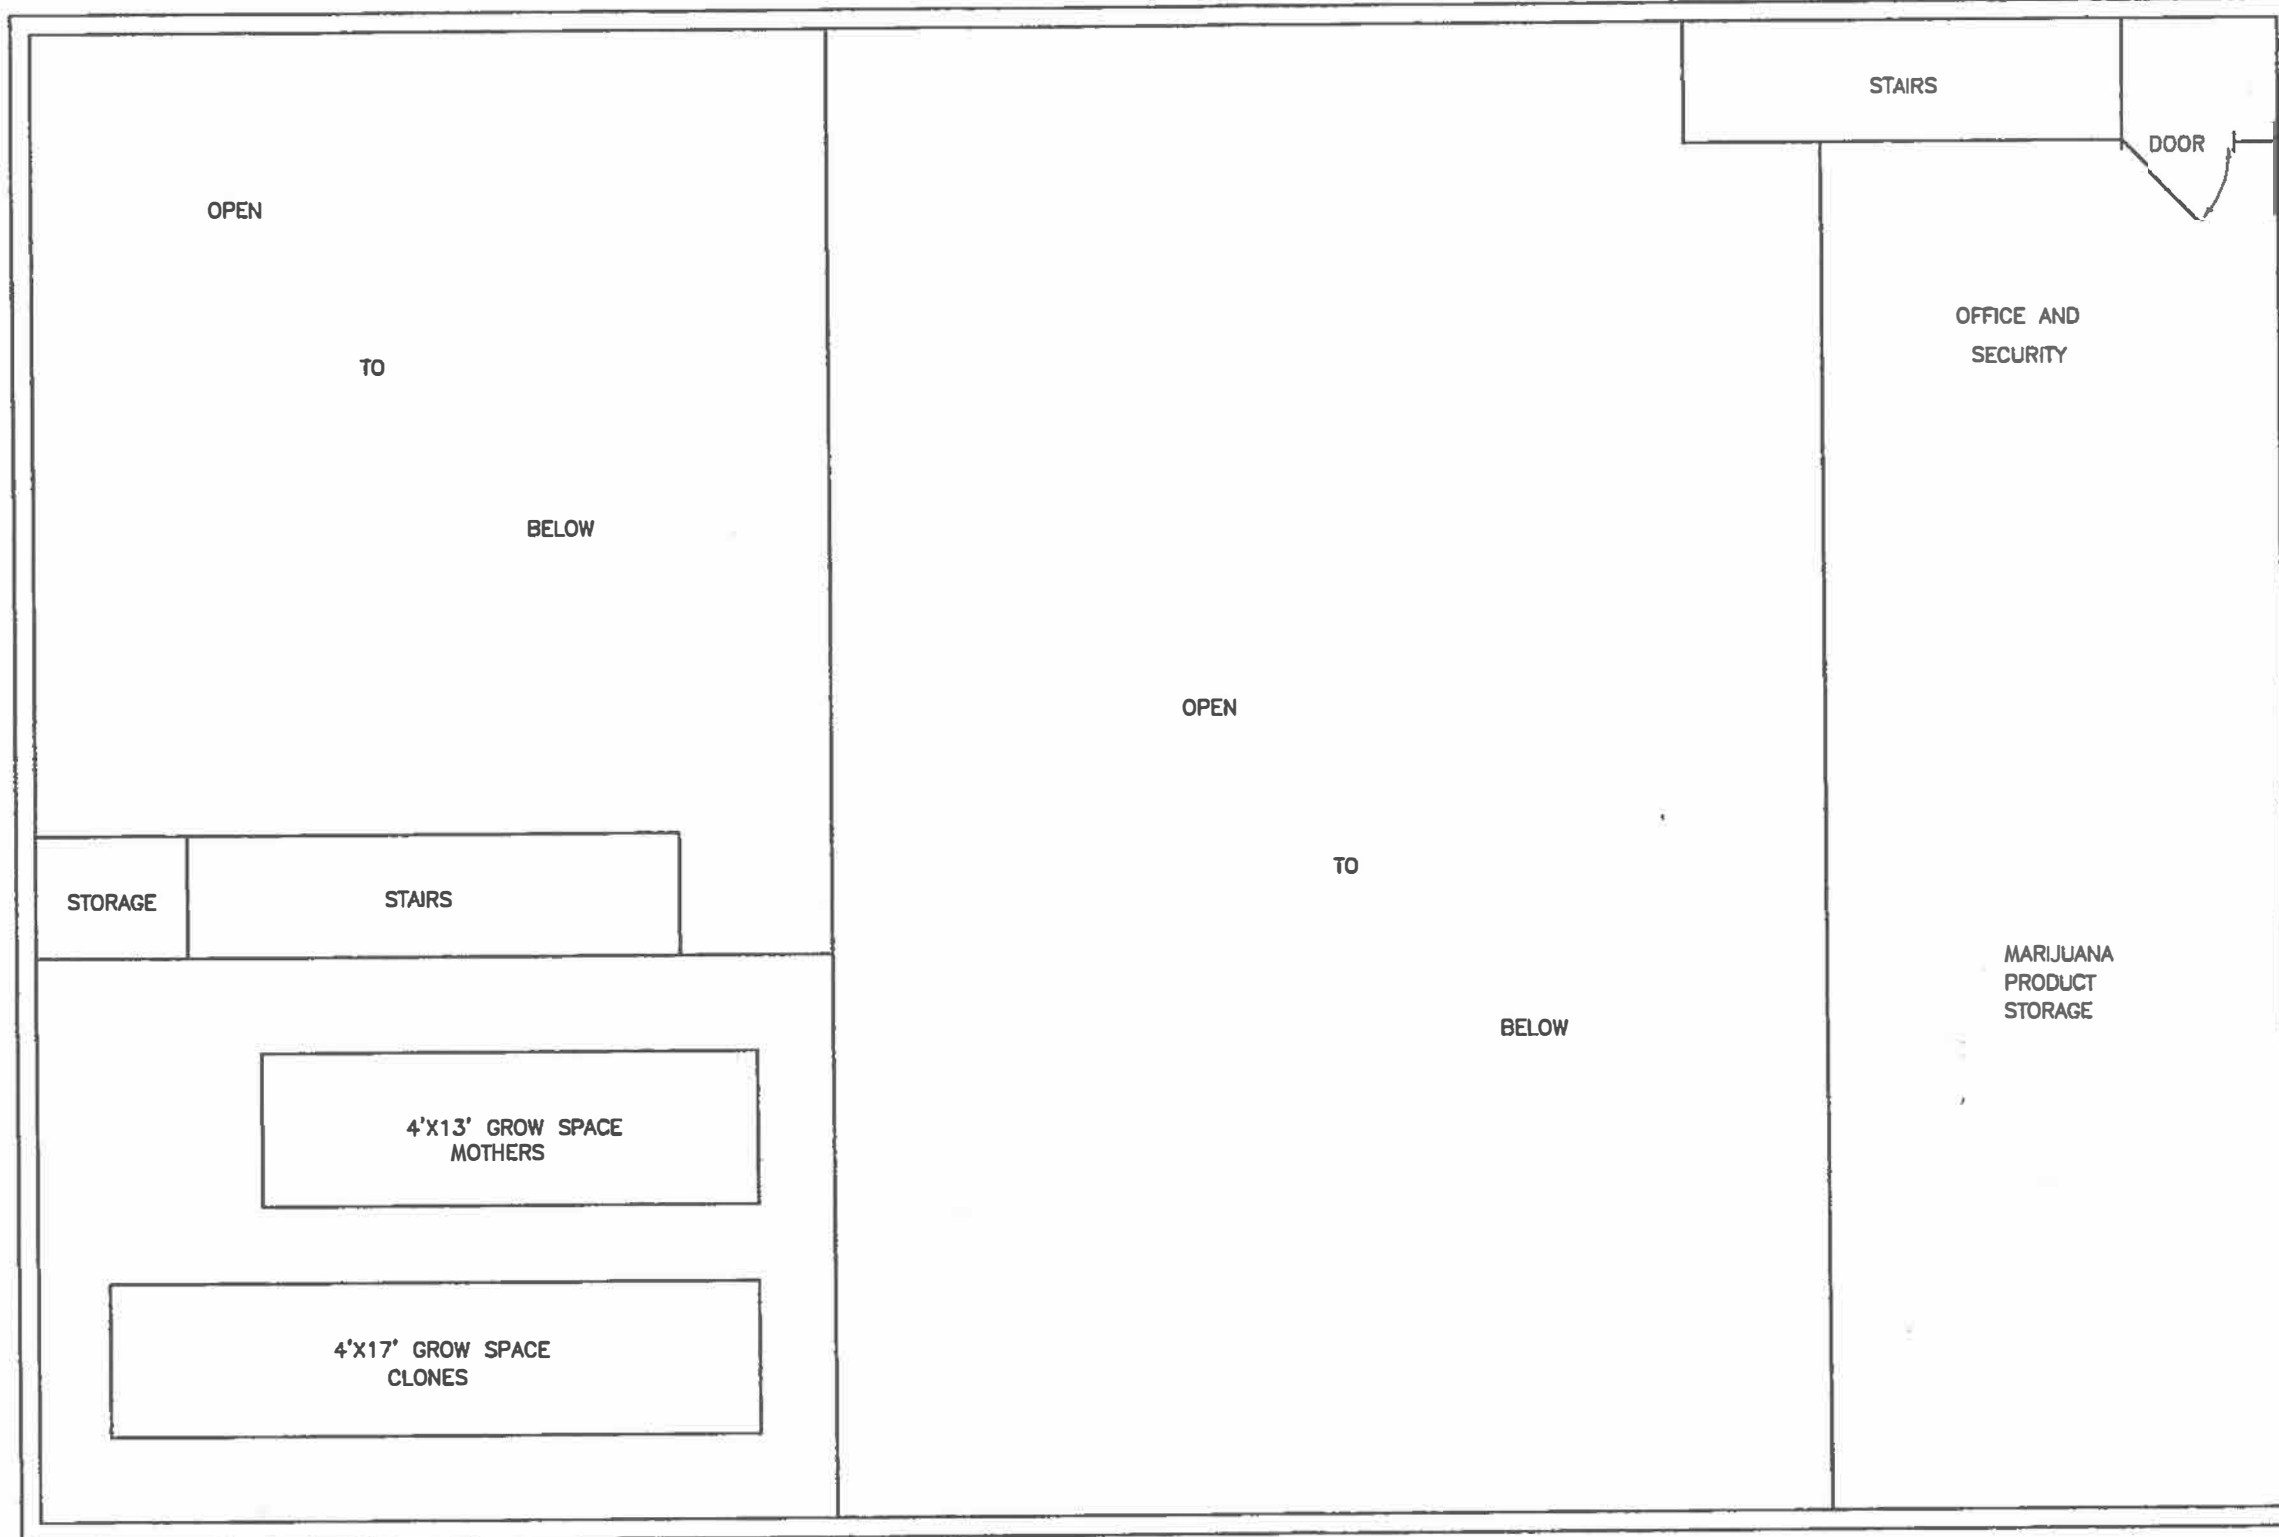 STAIRS
DOOR
OPEN
TO
BELOW
OFFICE AND
SECURITY
OPEN
TO
BELOW
STORAGE
STAIRS
MARIJUANA
PRODUCT
STORAGE
4'X13' GROW SPACE
MOTHERS
4'X17' GROW SPACE
CLONES